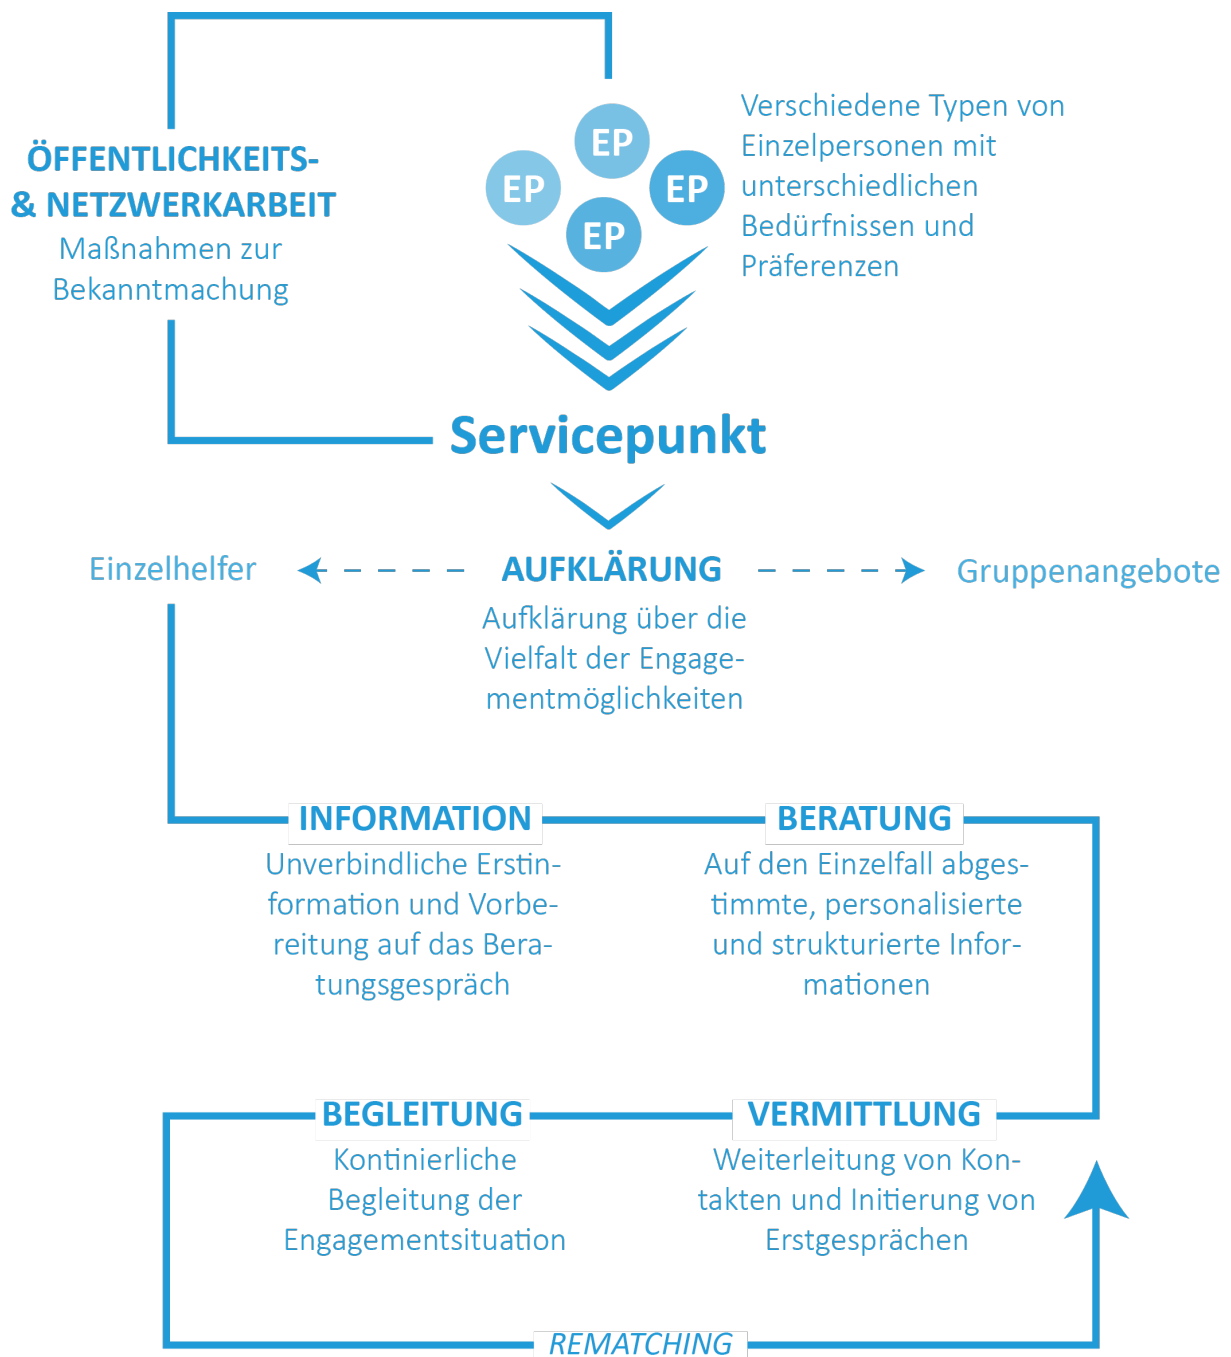 ÖFFENTLICHKEITS-
& NETZWERKARBEIT
Maßnahmen zur
Bekanntmachung
EP
EP
EP
EP
Verschiedene Typen von
Einzelpersonen mit
unterschiedlichen
Bedürfnissen und
Präferenzen
Servicepunkt
Einzelhelfer
AUFKLÄRUNG
Gruppenangebote
Aufklärung über die
Vielfalt der Engage-
mentmöglichkeiten
INFORMATION
Unverbindliche Erstin-
formation und Vorbe-
reitung auf das Bera-
tungsgespräch
BERATUNG
Auf den Einzelfall abges-
timmte, personalisierte
und strukturierte Infor-
mationen
BEGLEITUNG
Kontinierliche
Begleitung der
Engagementsituation
VERMITTLUNG
Weiterleitung von Kon-
takten und Initierung von
Erstgesprächen
REMATCHING